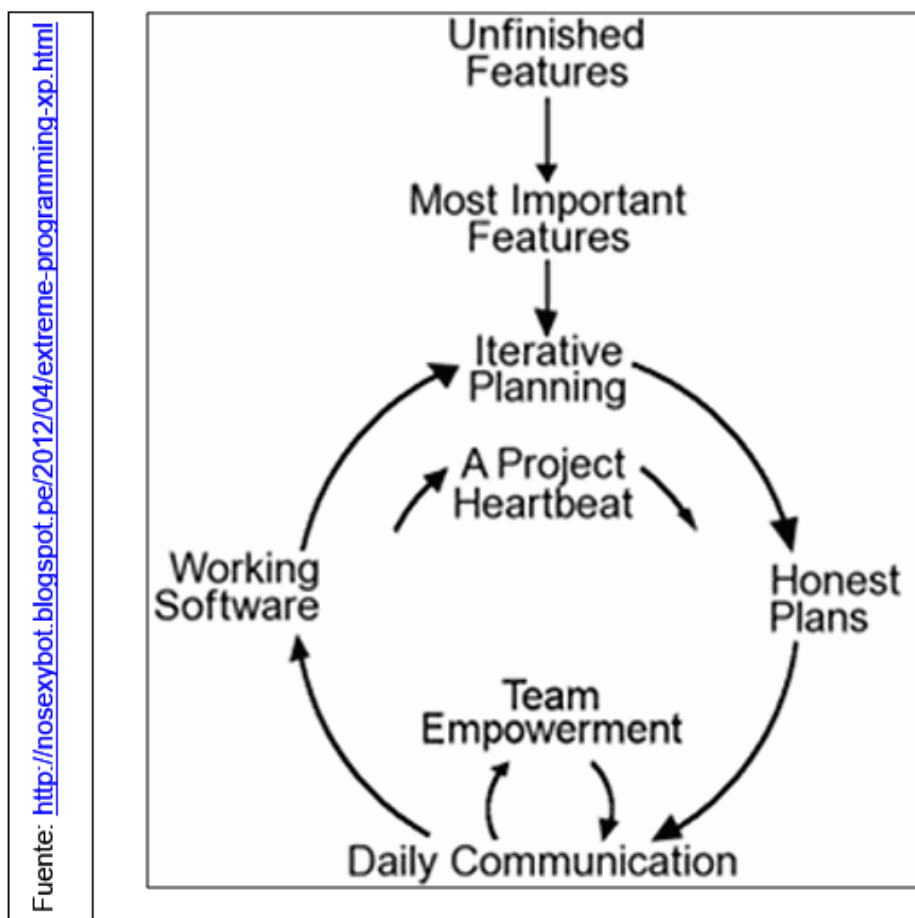 Fuente: http://nosexybot.blogspot.pe/2012/04/extreme-programming-xp.html
Unfinished
Features
Most Important
Features
Iterative
Planning
A Project
Heartbeat
Working
Software
Honest
Plans
Team
Empowerment
Daily Communication